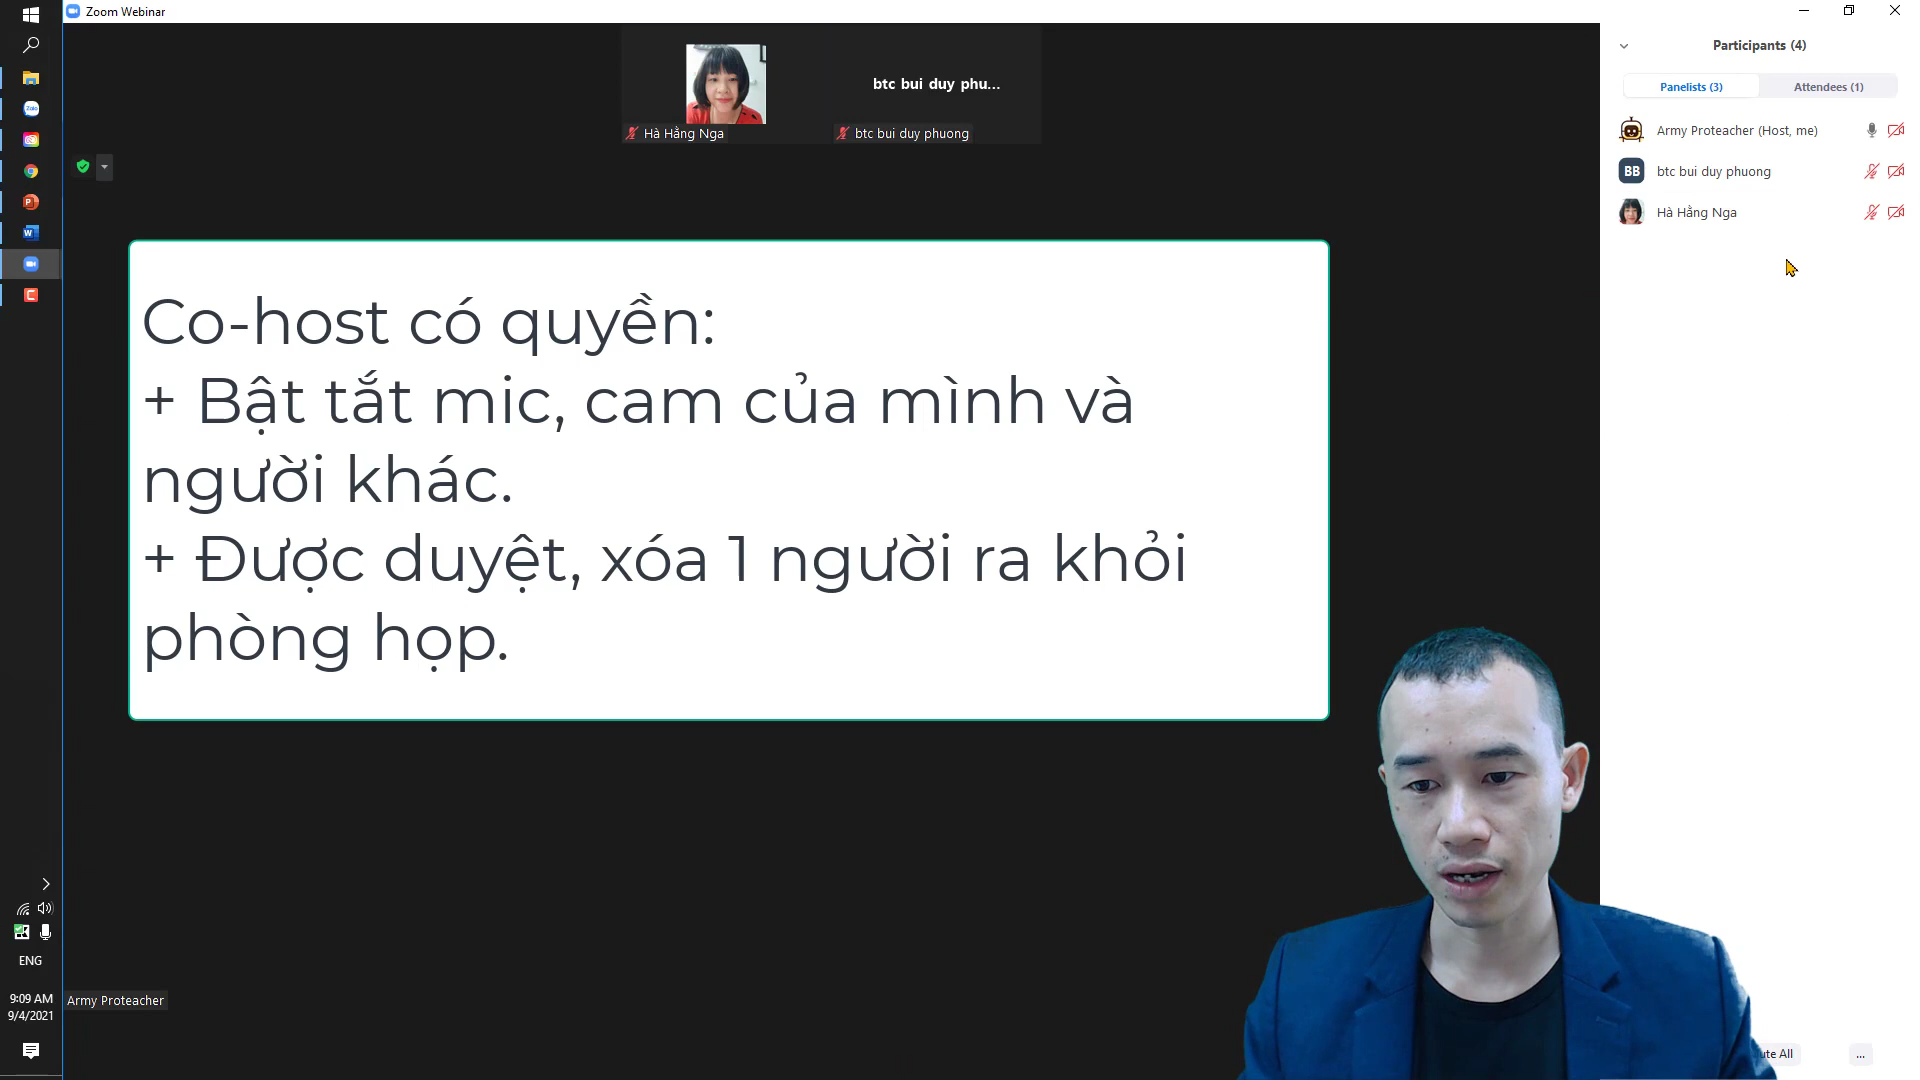 Zoom Webinar
btc bui duy phu...
Hà Hằng Nga
btc bui duy phuong
Participants (4)
Panelists (3)
Attendees (1)
Army Proteacher (Host, me)
BB
btc bui duy phuong
Hà Hằng Nga
Co-host có quyền:
+ Bật tắt mic, cam của mình và
người khác.
+ Được duyệt, xóa 1 người ra khỏi
phòng họp.
ENG
9:09 AM
9/4/2021
Army Proteacher
ute All
...